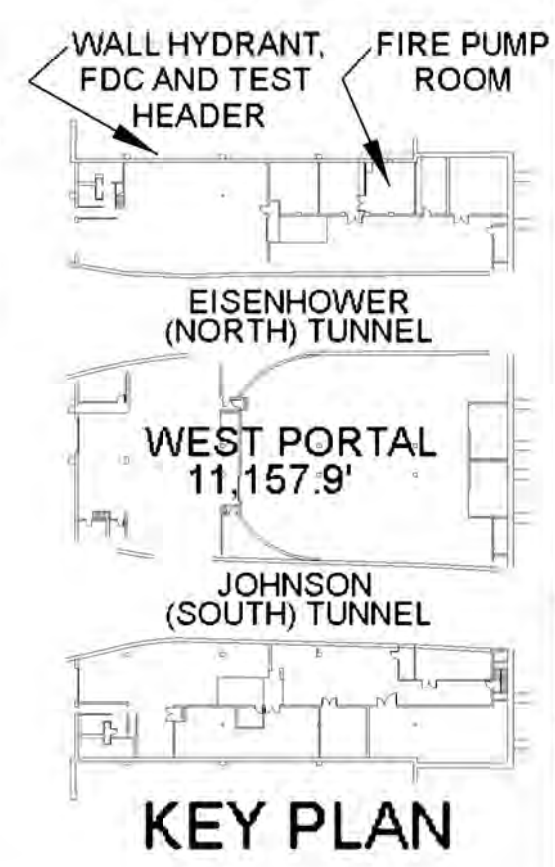 WALL HYDRANT,
FDC AND TEST
HEADER
FIRE PUMP
ROOM
EISENHOWER
(NORTH) TUNNEL
WEST PORTAL
11,157.9'
JOHNSON
(SOUTH) TUNNEL
KEY PLAN